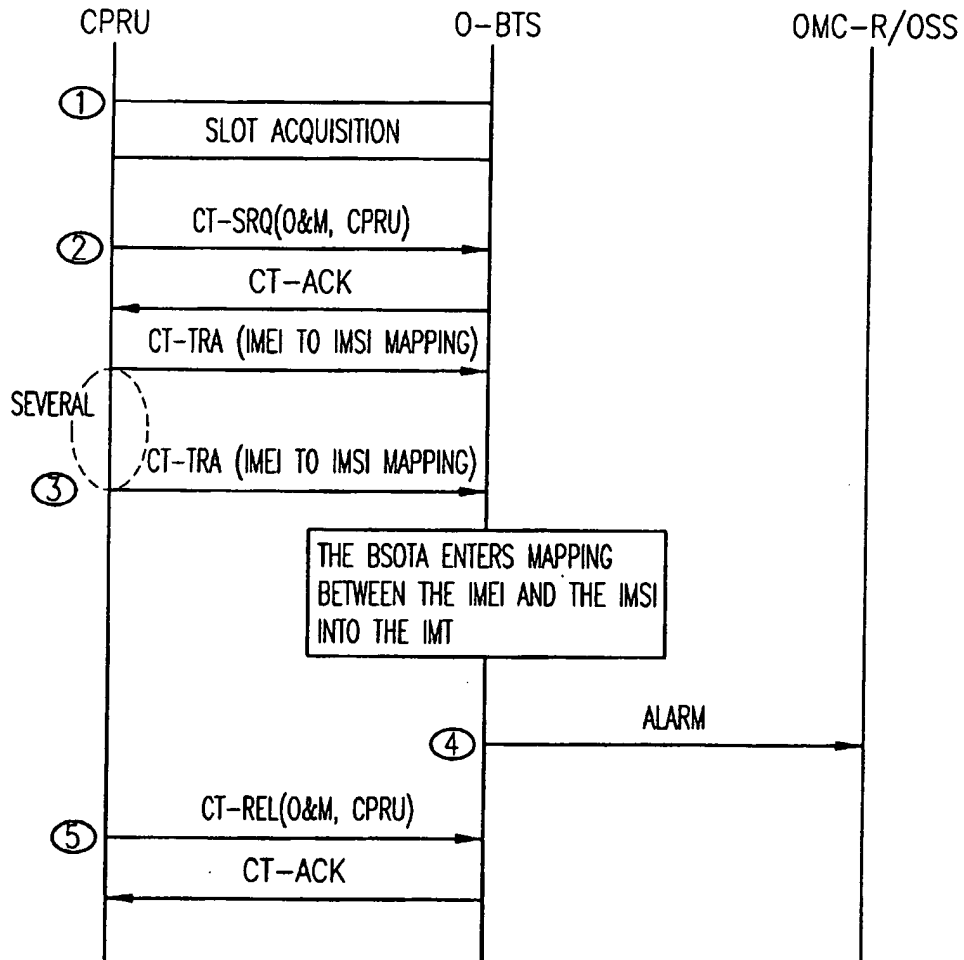 CPRU O-BTS OMC-R/OSS
1
SLOT ACQUISITION
CT-SRQ(O&M, CPRU)
2
CT-ACK
CT-TRA (IMEI TO IMSI MAPPING)
SEVERAL
CT-TRA (IMEI TO IMSI MAPPING)
3
THE BSOTA ENTERS MAPPING
BETWEEN THE IMEI AND THE IMSI
INTO THE IMT
ALARM
4
CT-REL(O&M, CPRU)
5
CT-ACK